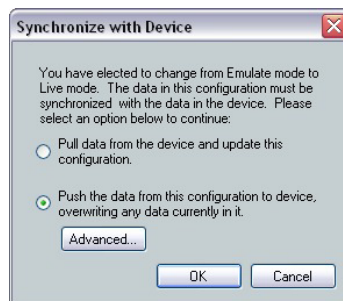 Synchronize with Device
You have elected to change from Emulate mode to
Live mode. The data in this configuration must be
synchronized with the data in the device. Please
select an option below to continue:
Pull data from the device and update this
configuration.
Push the data from this configuration to device,
overwriting any data currently in it.
Advanced...
OK
Cancel